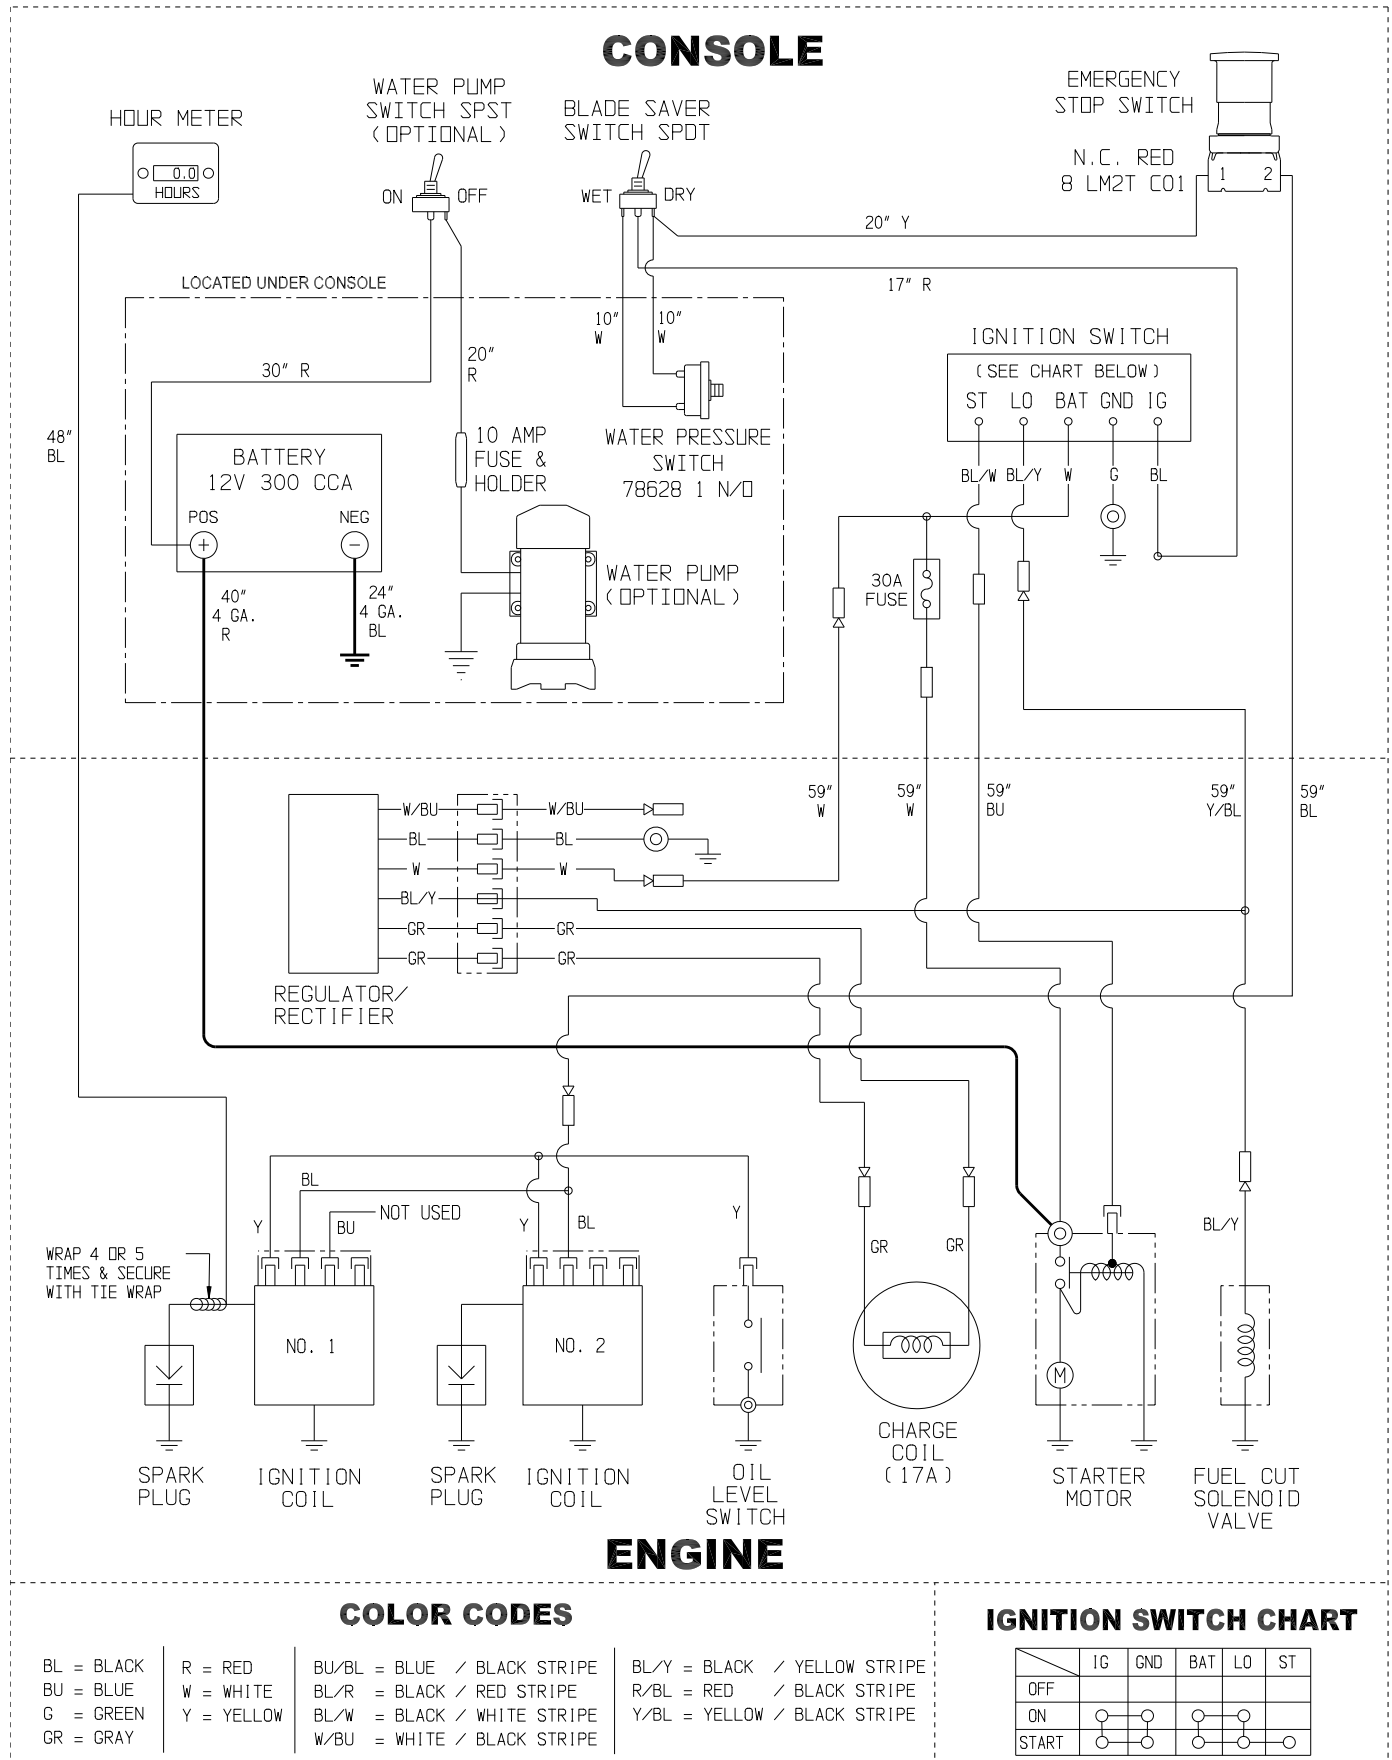 CONSOLE
HOUR METER
0.0
HOURS
WATER PUMP
SWITCH SPST
(OPTIONAL)
ON
OFF
BLADE SAVER
SWITCH SPDT
WET
DRY
EMERGENCY
STOP SWITCH
N.C. RED
8 LM2T C01
1
2
20" Y
17" R
LOCATED UNDER CONSOLE
10"
W
10"
W
30" R
20"
R
IGNITION SWITCH
(SEE CHART BELOW)
ST LO BAT GND IG
BL/W BL/Y W G BL
48"
BL
BATTERY
12V 300 CCA
POS
NEG
+
−
10 AMP
FUSE &
HOLDER
WATER PRESSURE
SWITCH
78628 1 N/O
WATER PUMP
(OPTIONAL)
30A
FUSE
40"
4 GA.
R
24"
4 GA.
BL
59"
W
59"
W
59"
BU
59"
Y/BL
59"
BL
W/BU W/BU
BL BL
W W
BL/Y
GR GR
GR GR
REGULATOR/
RECTIFIER
BL
NOT USED
Y
BU
Y
BL
Y
WRAP 4 OR 5
TIMES & SECURE
WITH TIE WRAP
NO. 1
NO. 2
GR
GR
BL/Y
M
SPARK
PLUG
IGNITION
COIL
SPARK
PLUG
IGNITION
COIL
OIL
LEVEL
SWITCH
CHARGE
COIL
(17A)
STARTER
MOTOR
FUEL CUT
SOLENOID
VALVE
ENGINE
COLOR CODES
BL = BLACK
BU = BLUE
G = GREEN
GR = GRAY
R = RED
W = WHITE
Y = YELLOW
BU/BL = BLUE / BLACK STRIPE
BL/R = BLACK / RED STRIPE
BL/W = BLACK / WHITE STRIPE
W/BU = WHITE / BLACK STRIPE
BL/Y = BLACK / YELLOW STRIPE
R/BL = RED / BLACK STRIPE
Y/BL = YELLOW / BLACK STRIPE
IGNITION SWITCH CHART
IG GND BAT LO ST
OFF
ON
START